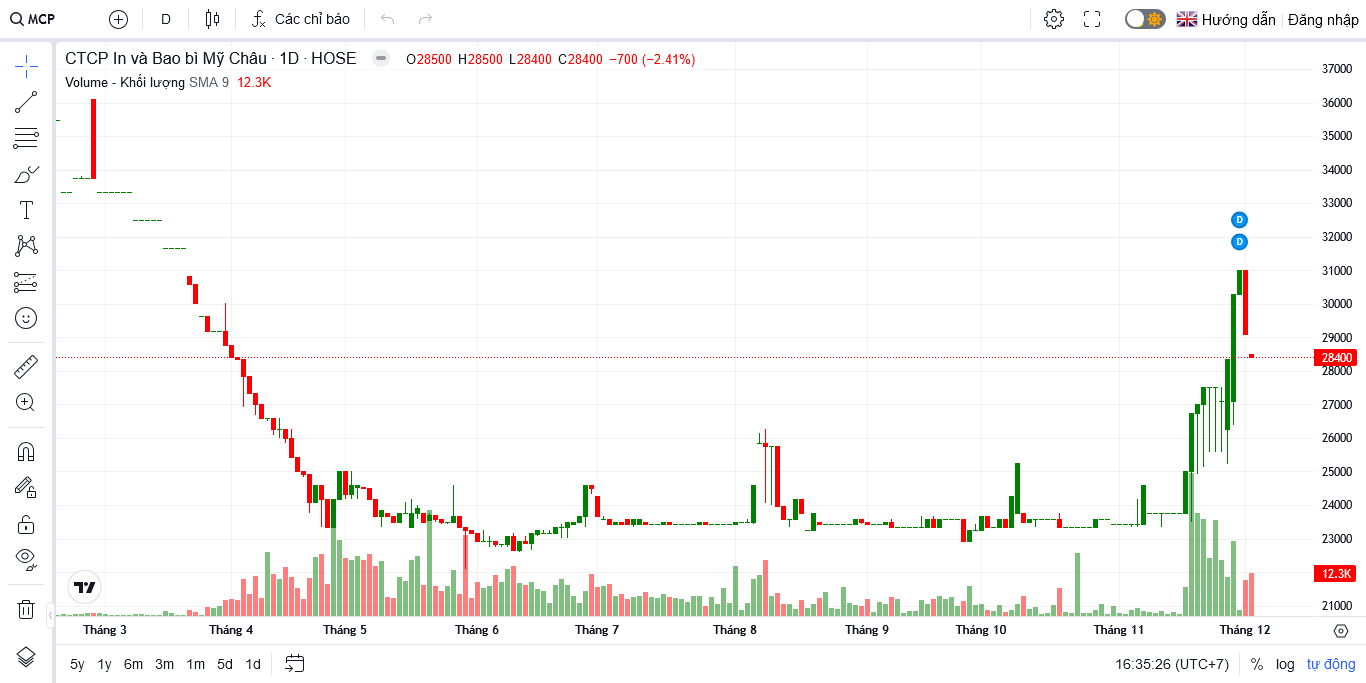 MCP D Các chỉ báo Hướng dẫn Đăng nhập
CTCP In và Bao bì Mỹ Châu · 1D · HOSE O28500 H28500 L28400 C28400 −700 (−2.41%)
Volume - Khối lượng SMA 9 12.3K
37000
36000
35000
34000
33000
32000
31000
30000
29000
28400
28000
27000
26000
25000
24000
23000
12.3K
21000
D
D
Tháng 3 Tháng 4 Tháng 5 Tháng 6 Tháng 7 Tháng 8 Tháng 9 Tháng 10 Tháng 11 Tháng 12
5y 1y 6m 3m 1m 5d 1d 16:35:26 (UTC+7) % log tự động